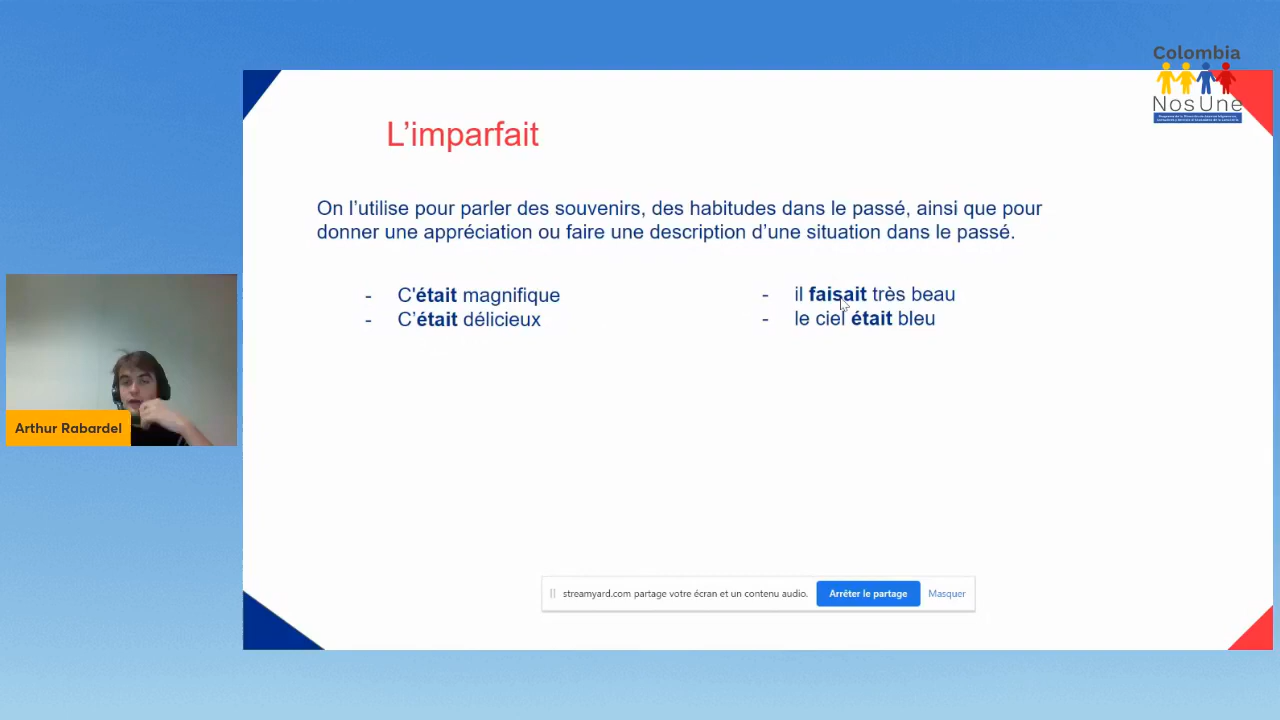 Colombia
NosUne
L'imparfait
On l'utilise pour parler des souvenirs, des habitudes dans le passé, ainsi que pour
donner une appréciation ou faire une description d'une situation dans le passé.
- C'était magnifique
- C'était délicieux
- il faisait très beau
- le ciel était bleu
Arthur Rabardel
streamyard.com partage votre écran et un contenu audio.
Arrêter le partage
Masquer